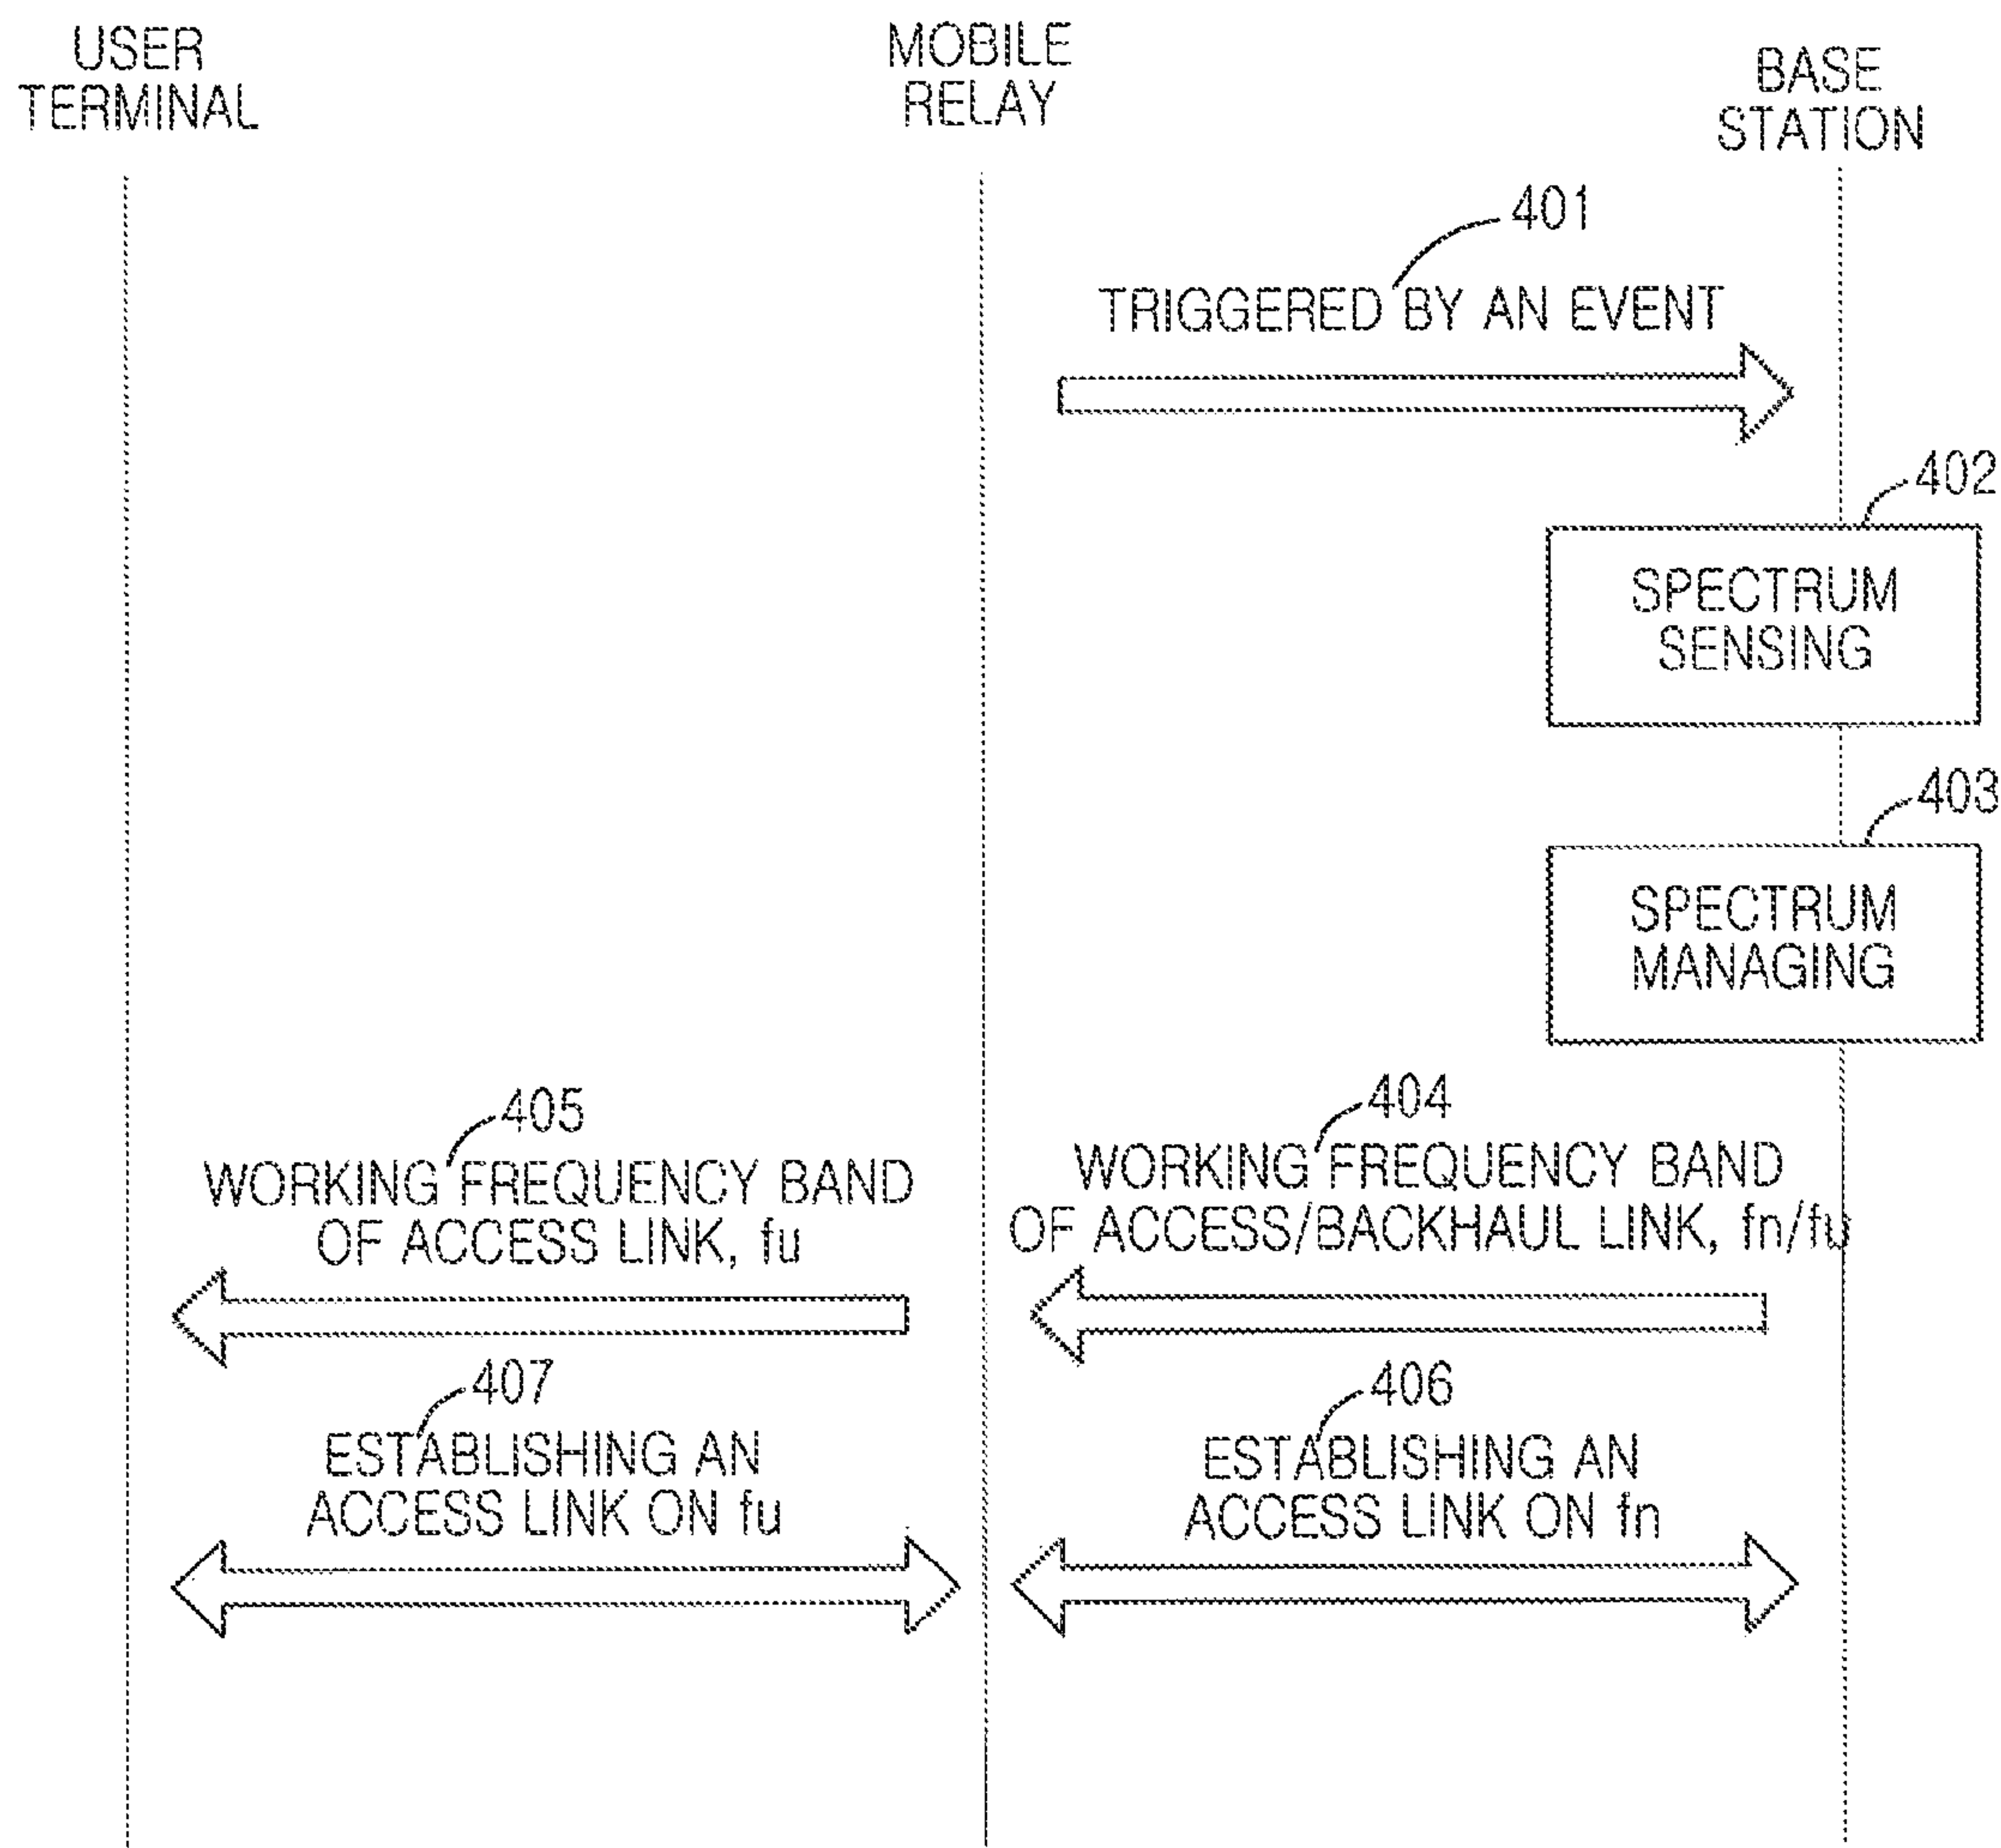 USER
TERMINAL
MOBILE
RELAY
BASE
STATION
401
TRIGGERED BY AN EVENT
402
SPECTRUM
SENSING
403
SPECTRUM
MANAGING
405
WORKING FREQUENCY BAND
OF ACCESS LINK, fu
404
WORKING FREQUENCY BAND
OF ACCESS/BACKHAUL LINK, fn/fu
407
ESTABLISHING AN
ACCESS LINK ON fu
406
ESTABLISHING AN
ACCESS LINK ON fn